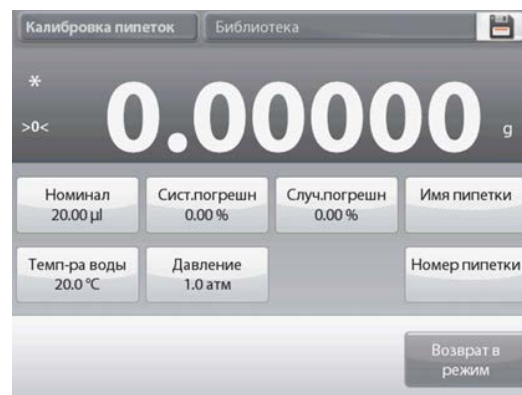 Калибровка пипеток Библиотека
*
>0< 0.00000 g
Номинал Сист.погрешн Случ.погрешн Имя пипетки
20.00 µl 0.00 % 0.00 %
Темп-ра воды Давление Номер пипетки
20.0 °C 1.0 атм
Возврат в
режим